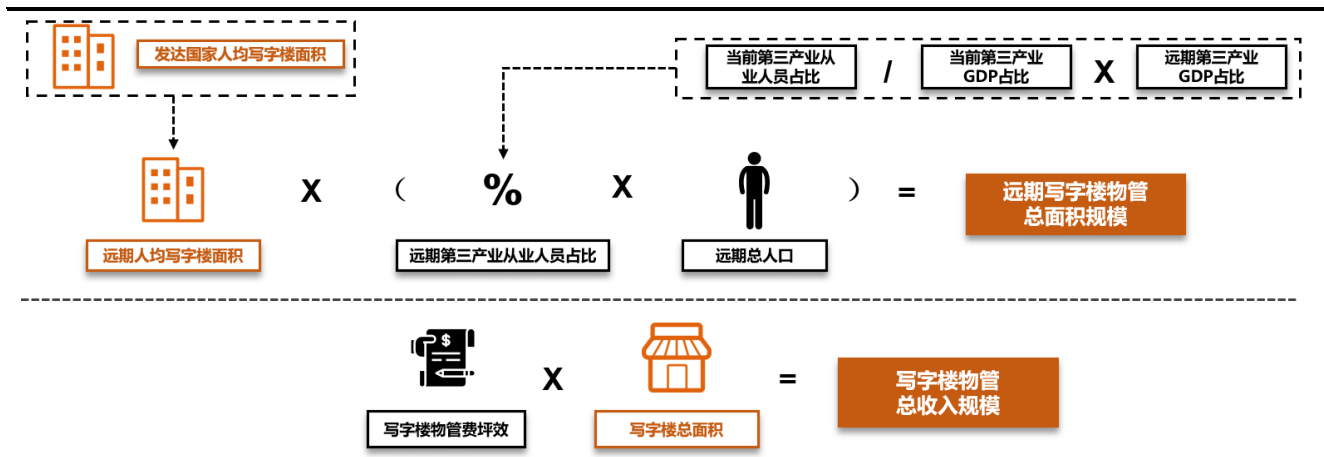 发达国家人均写字楼面积
当前第三产业从
业人员占比
/
当前第三产业
GDP占比
X
远期第三产业
GDP占比
X
（
%
X
）
=
远期写字楼物管
总面积规模
远期人均写字楼面积
远期第三产业从业人员占比
远期总人口
$
X
=
写字楼物管
总收入规模
写字楼物管费坪效
写字楼总面积